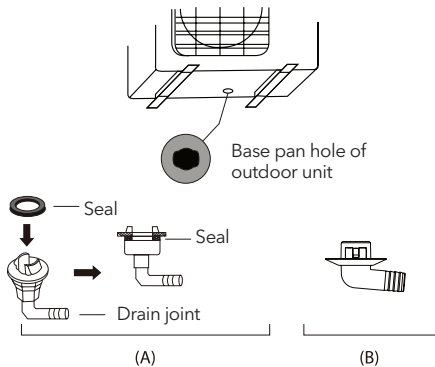 Base pan hole of
outdoor unit
Seal
Seal
Drain joint
(A)
(B)